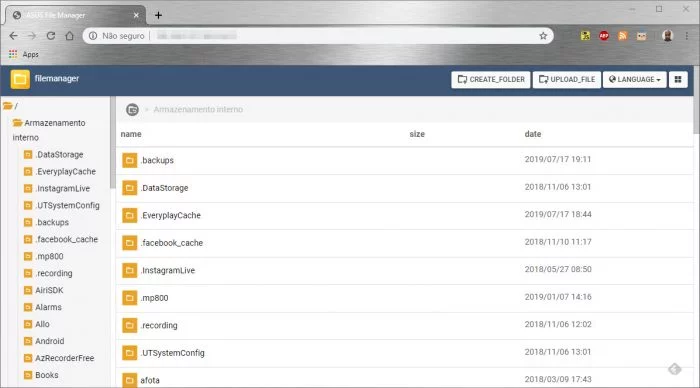 ASUS File Manager
Não seguro
Apps
filemanager
CREATE_FOLDER
UPLOAD_FILE
LANGUAGE
/
Armazenamento
interno
.DataStorage
.EveryplayCache
.InstagramLive
.UTSystemConfig
.backups
.facebook_cache
.mp800
.recording
AiriSDK
Alarms
Allo
Android
AzRecorderFree
Books
» Armazenamento interno
name size date
.backups 2019/07/17 19:11
.DataStorage 2018/11/06 13:01
.EveryplayCache 2019/07/17 18:44
.facebook_cache 2018/11/10 11:17
.InstagramLive 2018/05/27 08:50
.mp800 2019/01/07 14:16
.recording 2018/11/06 12:02
.UTSystemConfig 2018/11/06 13:01
afota 2018/03/09 17:43